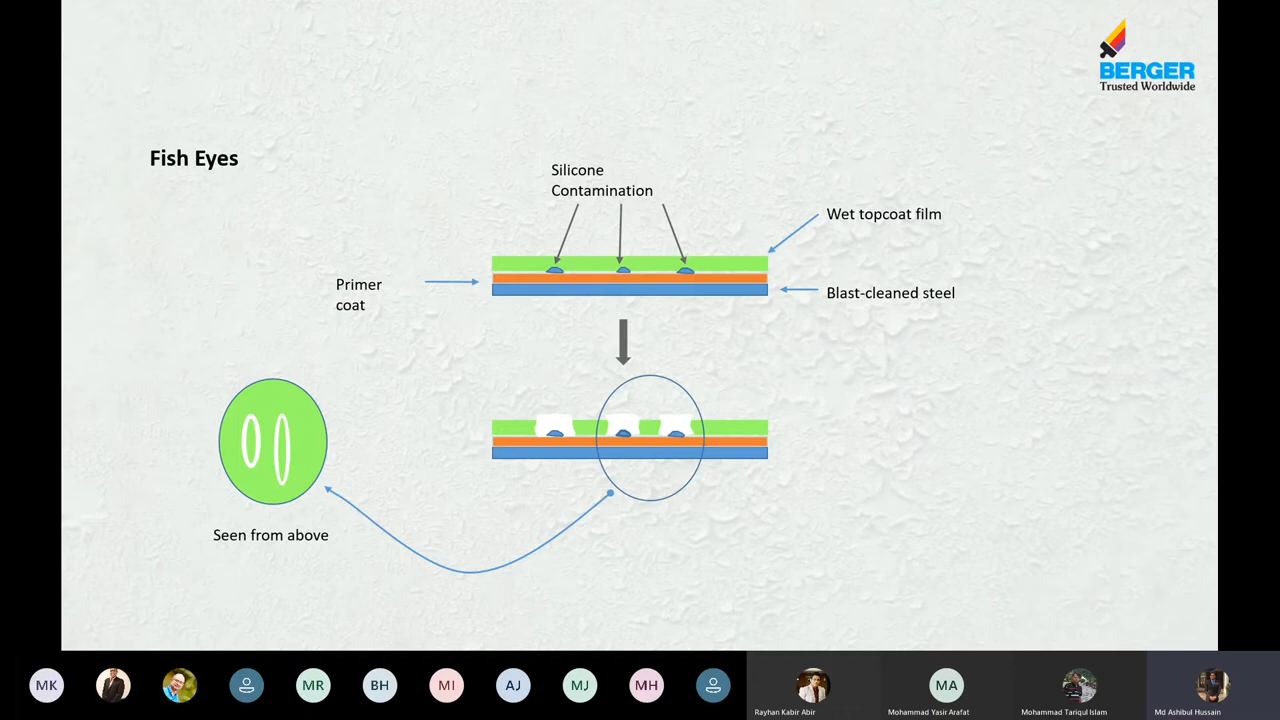 BERGER
Trusted Worldwide
Fish Eyes
Silicone
Contamination
Wet topcoat film
Primer
coat
Blast-cleaned steel
Seen from above
MK
MR
BH
MI
AJ
MJ
MH
MA
Rayhan Kabir Abir
Mohammad Yasir Arafat
Mohammad Tariqul Islam
Md Ashibul Hussain